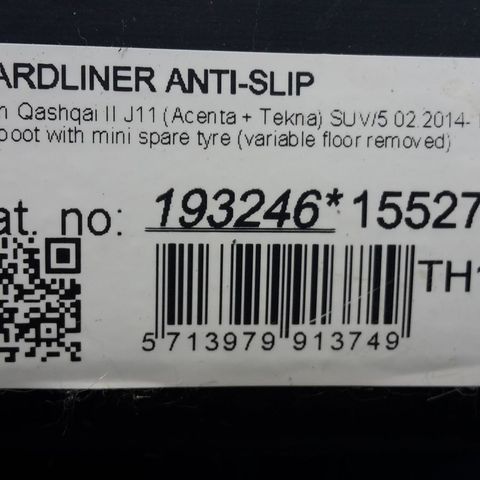 ARDLINER ANTI-SLIP
n Qashqai II J11 (Acenta + Tekna) SUV/5 02.2014-
boot with mini spare tyre (variable floor removed)
at. no: 193246*15527
TH1
5 713979 913749